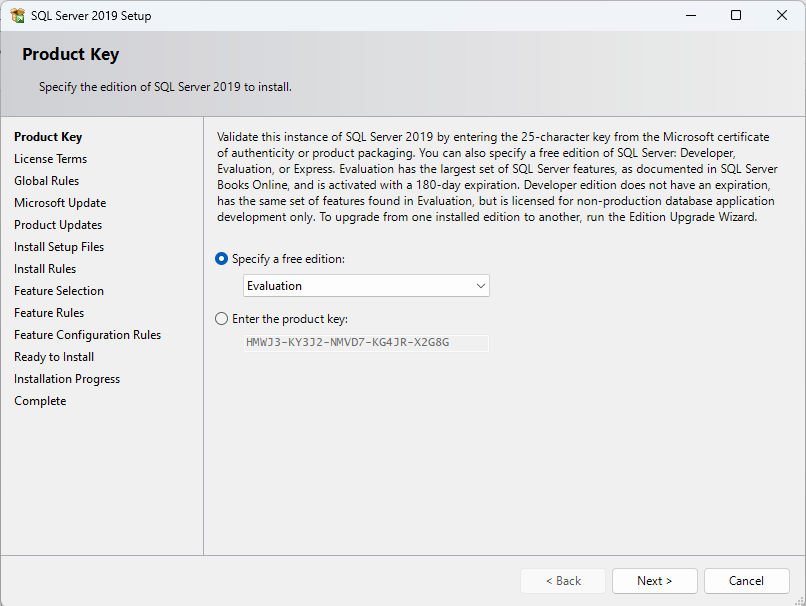 SQL Server 2019 Setup
Product Key
Specify the edition of SQL Server 2019 to install.
Product Key
License Terms
Global Rules
Microsoft Update
Product Updates
Install Setup Files
Install Rules
Feature Selection
Feature Rules
Feature Configuration Rules
Ready to Install
Installation Progress
Complete
Validate this instance of SQL Server 2019 by entering the 25-character key from the Microsoft certificate
of authenticity or product packaging. You can also specify a free edition of SQL Server: Developer,
Evaluation, or Express. Evaluation has the largest set of SQL Server features, as documented in SQL Server
Books Online, and is activated with a 180-day expiration. Developer edition does not have an expiration,
has the same set of features found in Evaluation, but is licensed for non-production database application
development only. To upgrade from one installed edition to another, run the Edition Upgrade Wizard.
Specify a free edition:
Evaluation
Enter the product key:
HMWJ3-KY3J2-NMVD7-KG4JR-X2G8G
< Back
Next >
Cancel